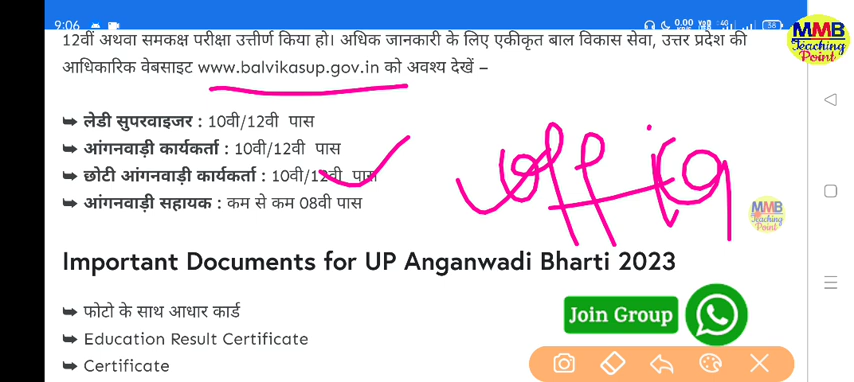 9:06
0.00
58
MMB
Teaching
Point
12वीं अथवा समकक्ष परीक्षा उत्तीर्ण किया हो। अधिक जानकारी के लिए एकीकृत बाल विकास सेवा, उत्तर प्रदेश की
आधिकारिक वेबसाइट www.balvikasup.gov.in को अवश्य देखें –
➥ लेडी सुपरवाइजर : 10वी/12वी पास
➥ आंगनवाड़ी कार्यकर्ता : 10वी/12वी पास
➥ छोटी आंगनवाड़ी कार्यकर्ता : 10वी/12वी पास
➥ आंगनवाड़ी सहायक : कम से कम 08वी पास
MMB
Teaching
Point
Important Documents for UP Anganwadi Bharti 2023
➥ फोटो के साथ आधार कार्ड
➥ Education Result Certificate
➥ Certificate
Join Group